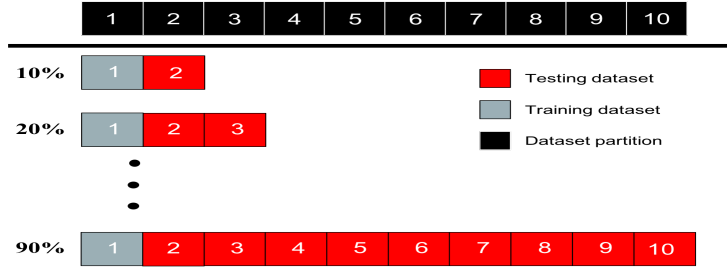 1 2 3 4 5 6 7 8 9 10
10% 1 2
Testing dataset
Training dataset
20% 1 2 3
Dataset partition
90% 1 2 3 4 5 6 7 8 9 10